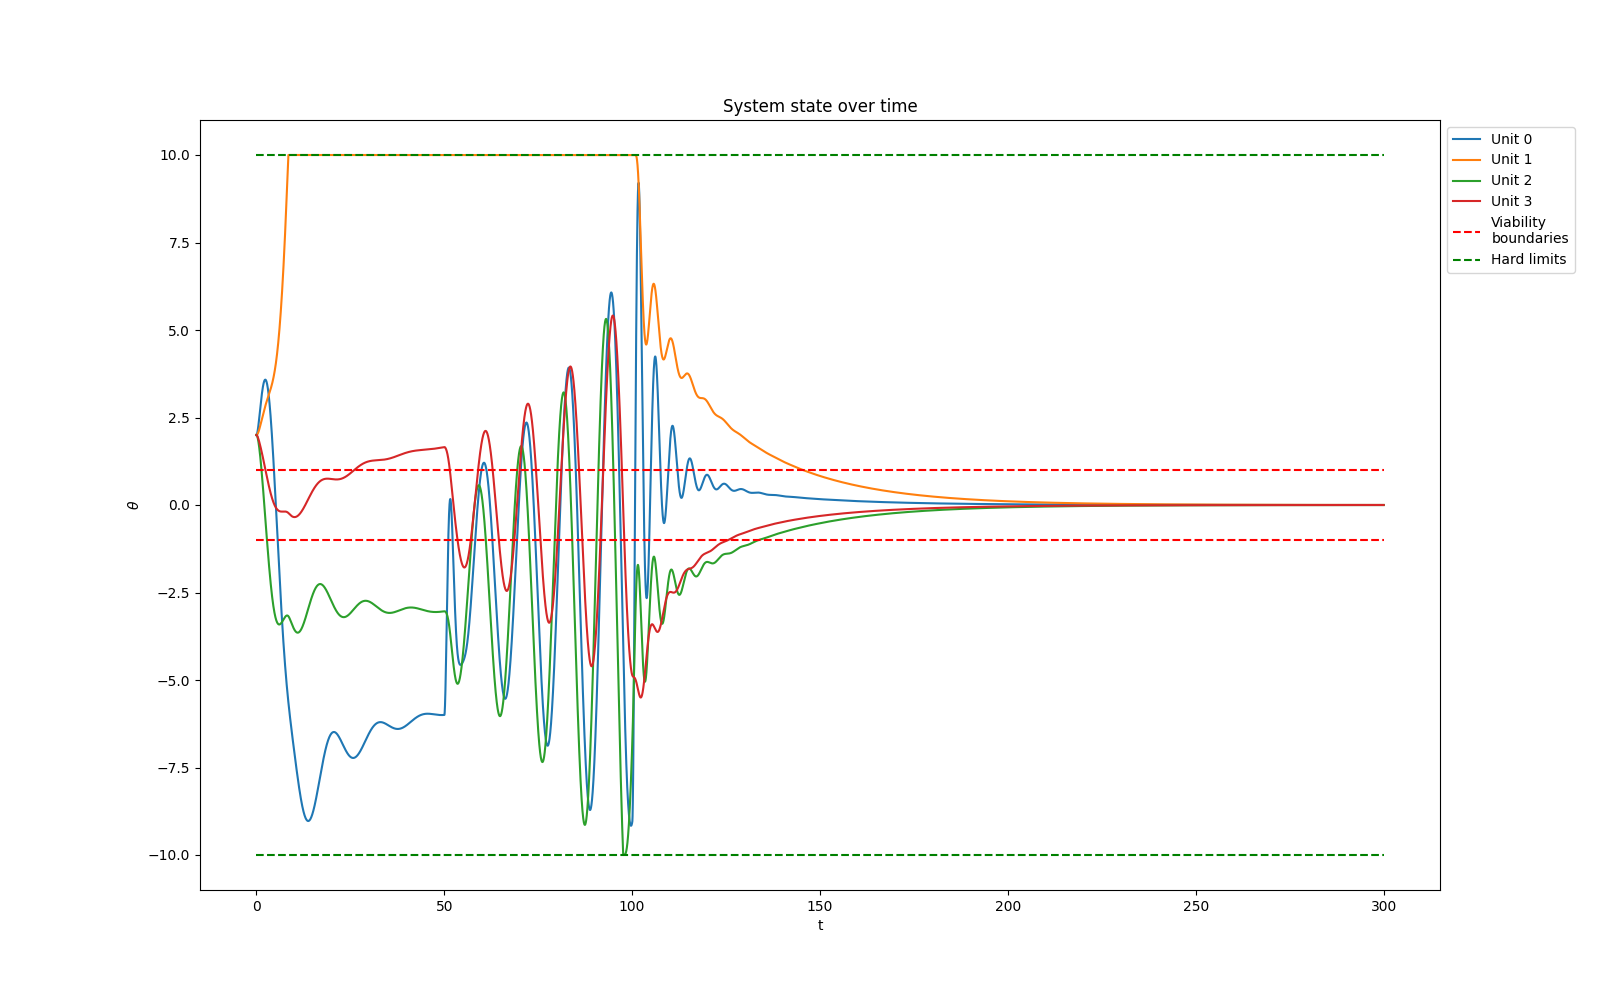 System state over time
10.0
7.5
5.0
2.5
0.0
−2.5
−5.0
−7.5
−10.0
θ
0
50
100
150
200
250
300
t
Unit 0
Unit 1
Unit 2
Unit 3
Viability
boundaries
Hard limits